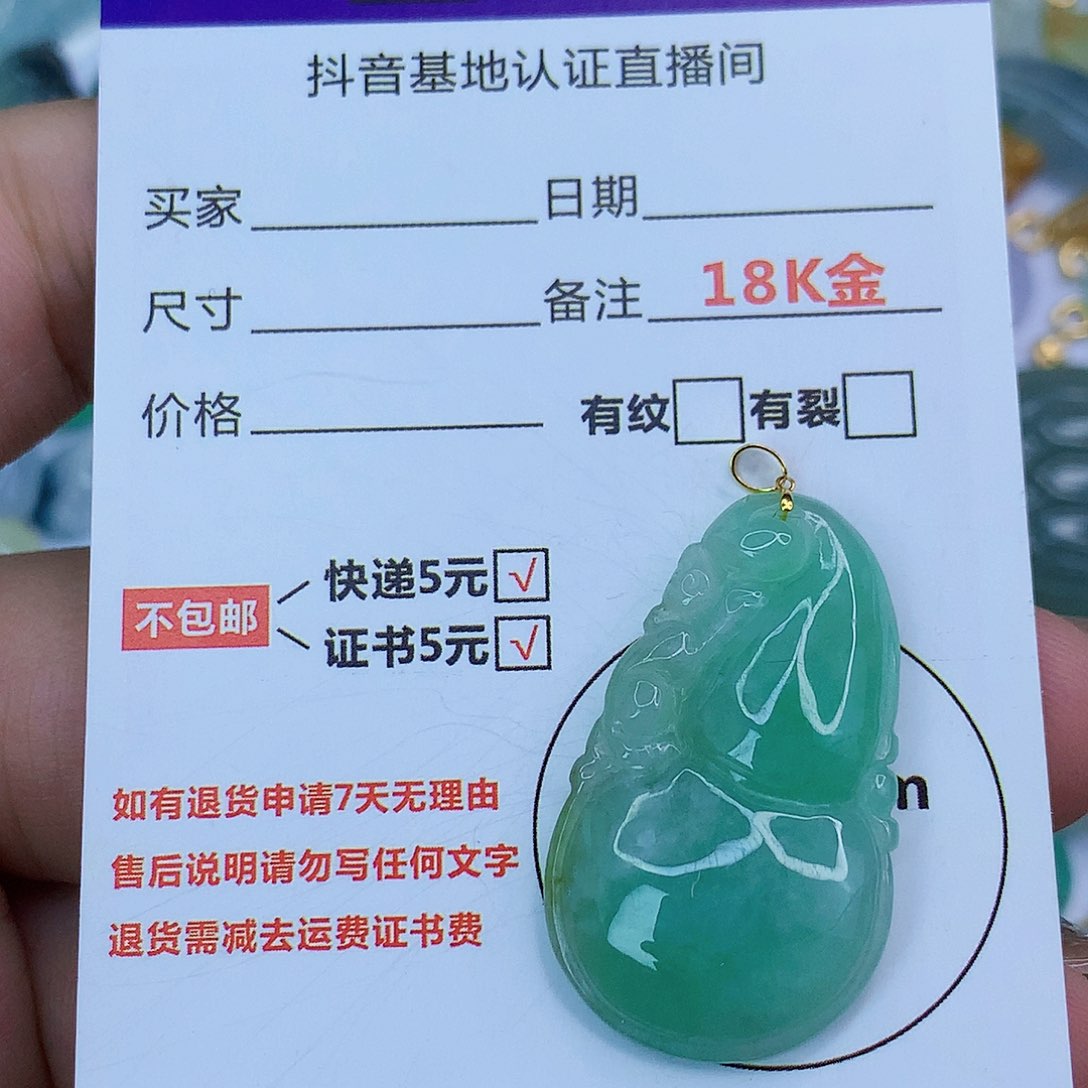 抖音基地认证直播间
买家 日期
尺寸 备注 18K金
价格 有纹 有裂
快递5元 √
不包邮
证书5元 √
如有退货申请7天无理由
售后说明请勿写任何文字
退货需减去运费证书费